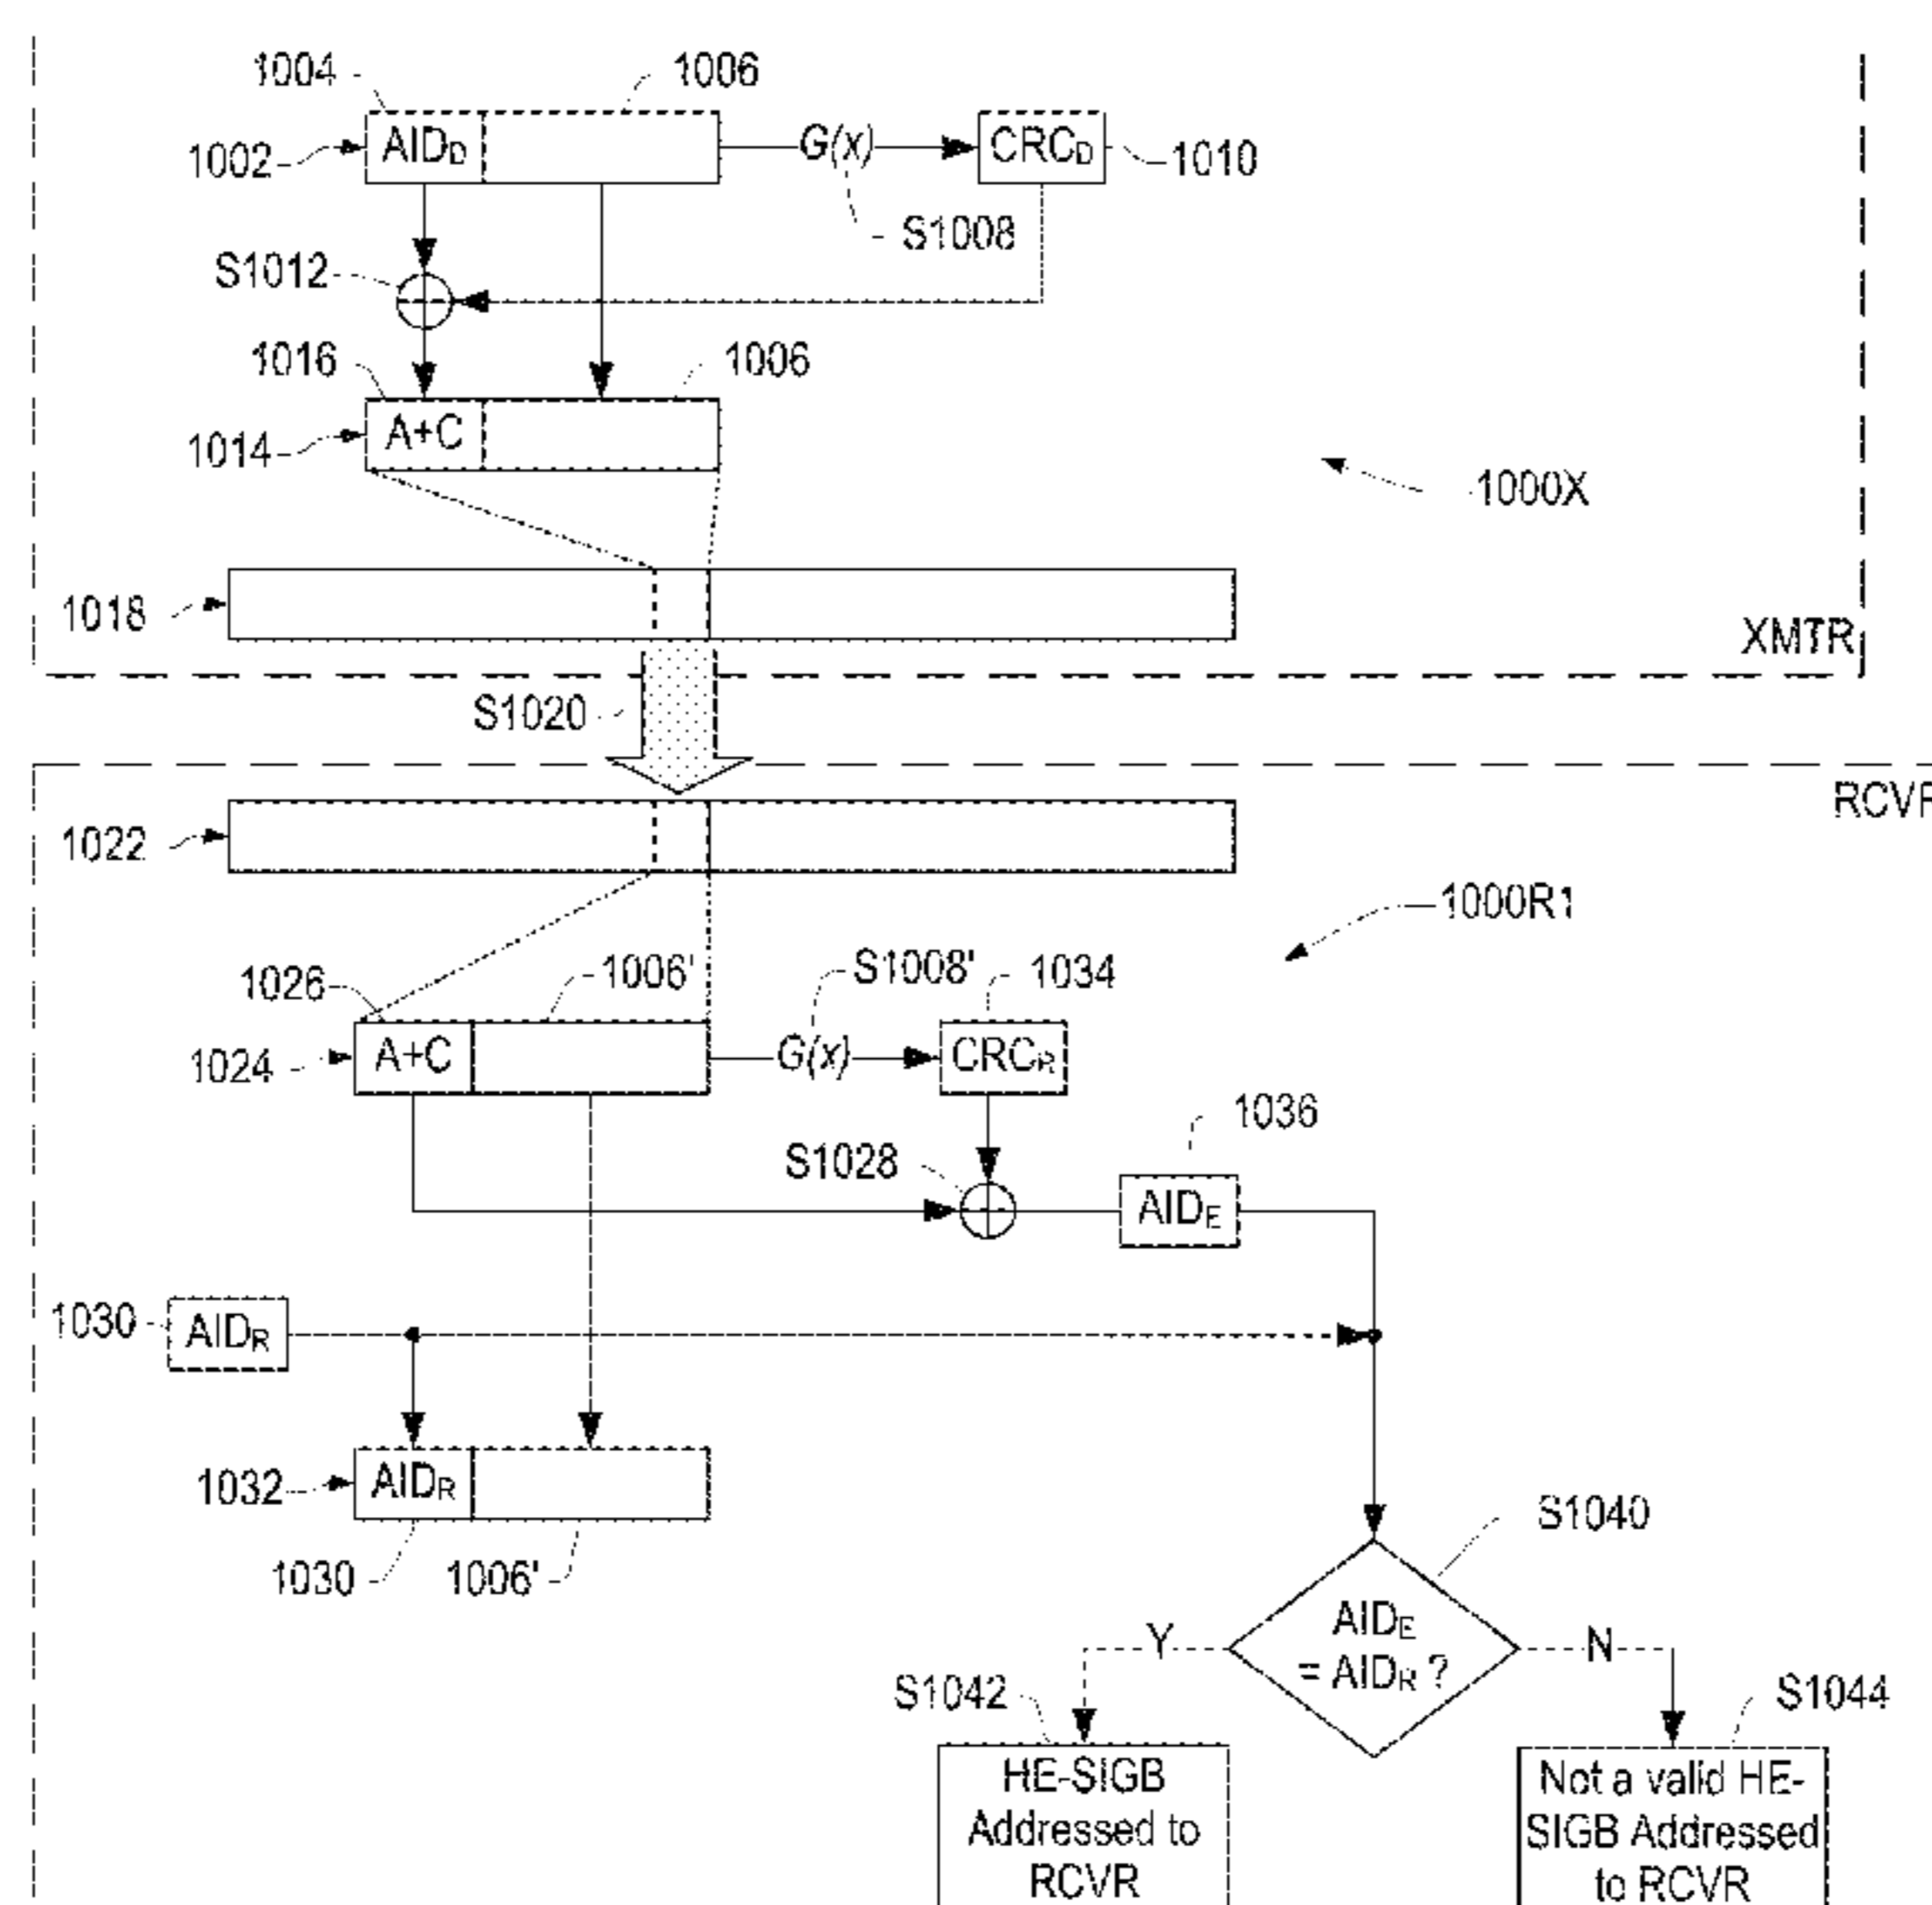 1004
1006
1002
AIDD
G(x)
CRCD
1010
S1008
S1012
1016
1006
1014
A+C
1000X
1018
XMTR
S1020
RCVR
1022
1000R1
1026
1006'
S1008'
1034
1024
A+C
G(x)
CRCR
1036
S1028
AIDE
1030
AIDR
1032
AIDR
S1040
1030
1006'
AIDE
= AIDR ?
Y
N
S1042
S1044
HE-SIGB
Addressed to
RCVR
Not a valid HE-
SIGB Addressed
to RCVR